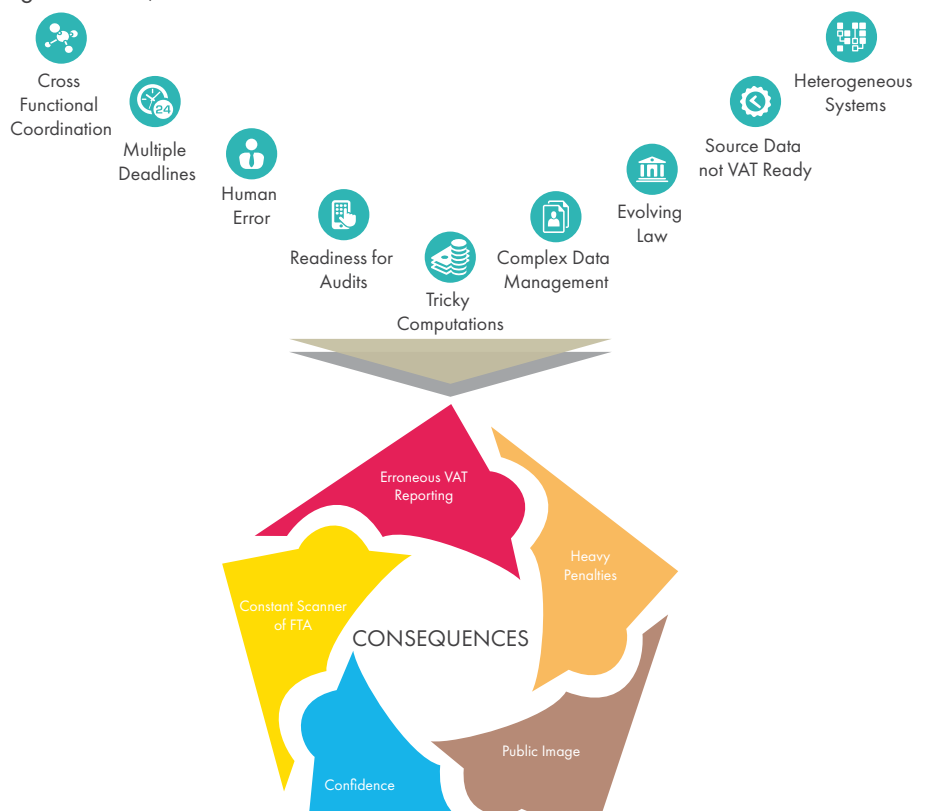 Cross
Functional
Coordination
Multiple
Deadlines
24
Human
Error
Readiness for
Audits
Tricky
Computations
Complex Data
Management
Evolving
Law
Source Data
not VAT Ready
Heterogeneous
Systems
Erroneous VAT
Reporting
Heavy
Penalties
Constant Scanner
of FTA
CONSEQUENCES
Public Image
Confidence